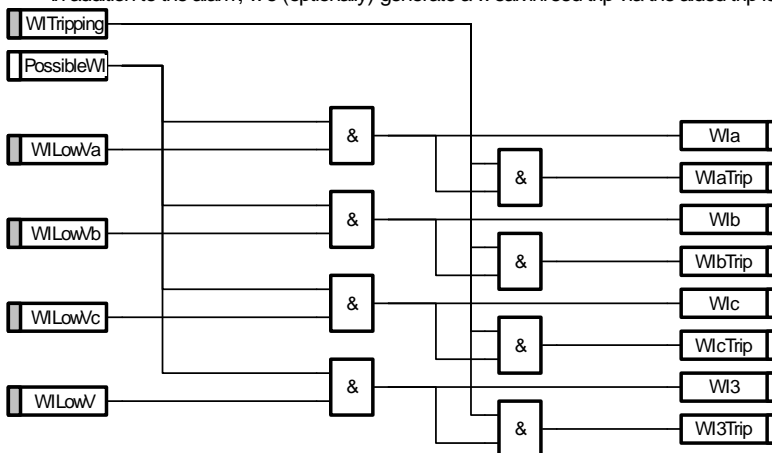 WITripping
PossibleWI
&
WIa
WILowVa
&
WIaTrip
&
WIb
WILowVb
&
WIbTrip
&
WIc
WILowVc
&
WIcTrip
&
WI3
WILowV
&
WI3Trip